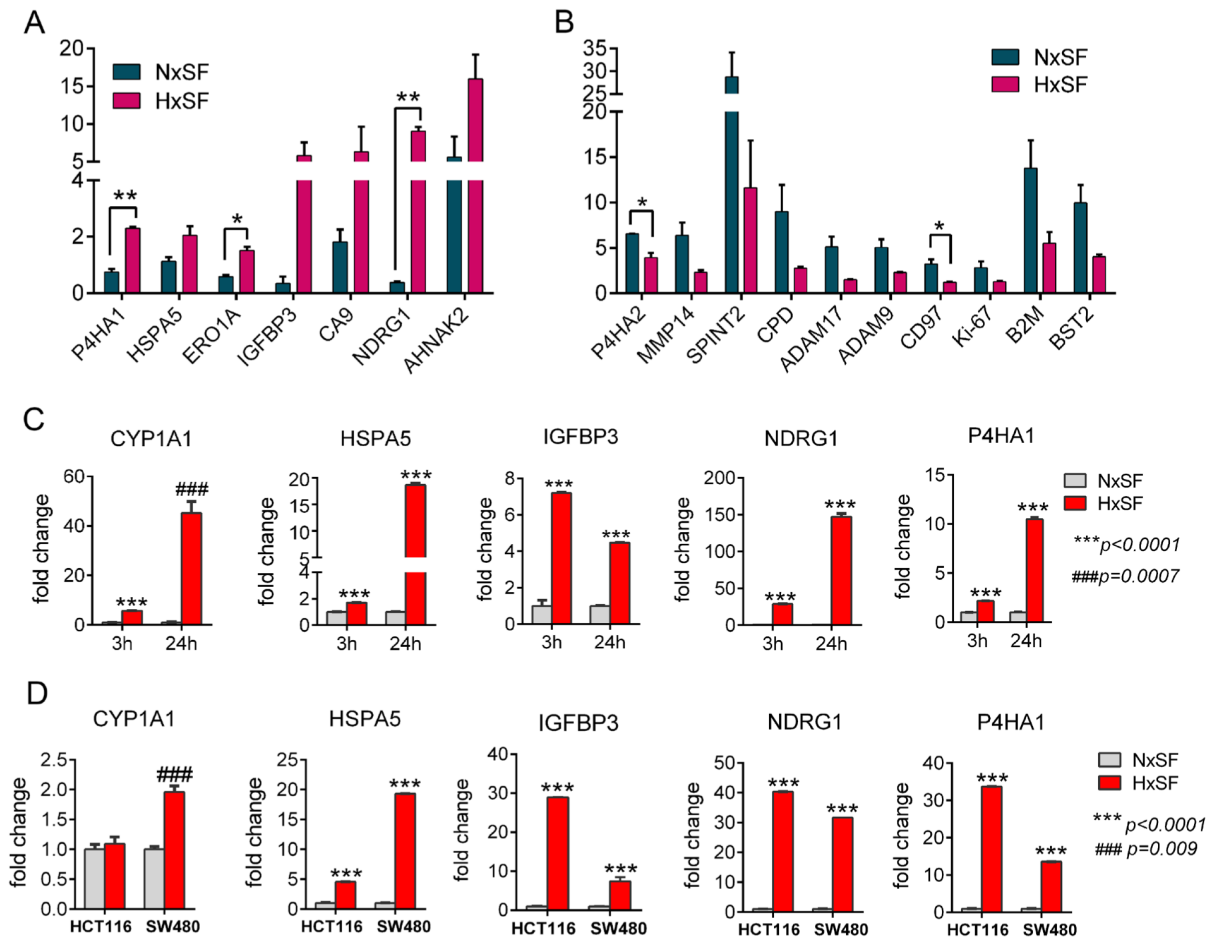 A
20
15
10
5
4
2
0
NxSF
HxSF
**
*
**
P4HA1
HSPA5
ERO1A
IGFBP3
CA9
NDRG1
AHNAK2
B
35
30
25
20
15
10
5
0
NxSF
HxSF
*
*
P4HA2
MMP14
SPINT2
CPD
ADAM17
ADAM9
CD97
Ki-67
B2M
BST2
C
CYP1A1
fold change
60
40
20
0
***
###
3h 24h
HSPA5
fold change
20
15
10
5
2
1
0
***
***
3h 24h
IGFBP3
fold change
8
6
4
2
0
***
***
3h 24h
NDRG1
fold change
200
150
100
50
0
***
***
3h 24h
P4HA1
fold change
15
10
5
0
***
***
3h 24h
NxSF
HxSF
***p<0.0001
###p=0.0007
D
CYP1A1
fold change
2.5
2.0
1.5
1.0
0.5
0.0
###
HCT116 SW480
HSPA5
fold change
25
20
15
10
5
0
***
***
HCT116 SW480
IGFBP3
fold change
40
30
20
10
0
***
***
HCT116 SW480
NDRG1
fold change
50
40
30
20
10
0
***
***
HCT116 SW480
P4HA1
fold change
40
30
20
10
0
***
***
HCT116 SW480
NxSF
HxSF
*** p<0.0001
### p=0.009